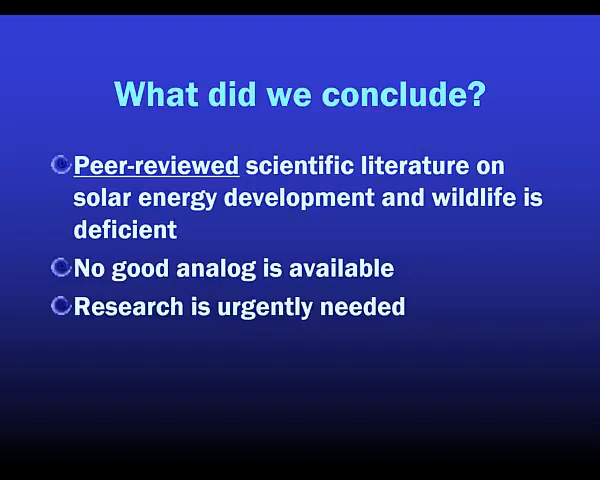 What did we conclude?
Peer-reviewed scientific literature on
solar energy development and wildlife is
deficient
No good analog is available
Research is urgently needed